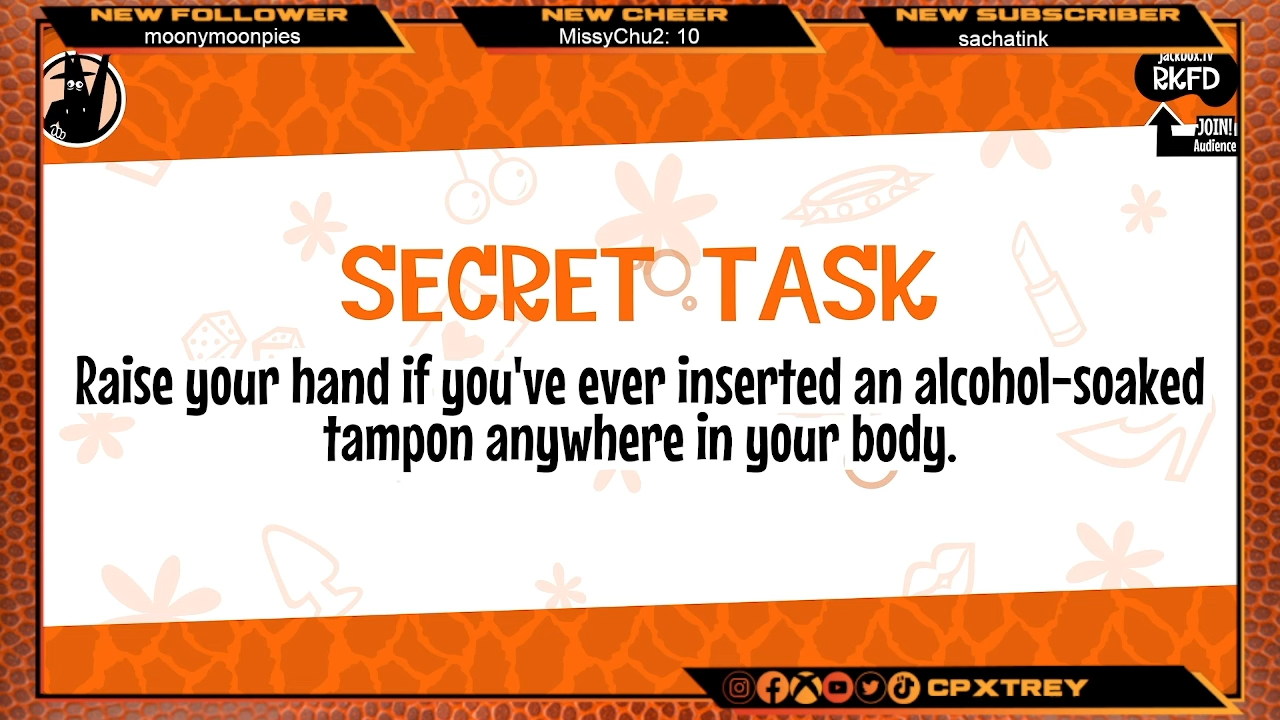 NEW FOLLOWER
moonymoonpies
NEW CHEER
MissyChu2: 10
NEW SUBSCRIBER
sachatink
jackbox.tv
RKFD
JOIN!
Audience
SECRET TASK
Raise your hand if you've ever inserted an alcohol-soaked
tampon anywhere in your body.
CPXTREY